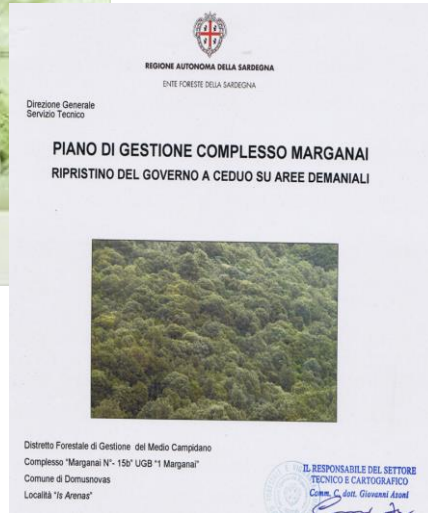 REGIONE AUTONOMA DELLA SARDEGNA
ENTE FORESTE DELLA SARDEGNA
Direzione Generale
Servizio Tecnico
PIANO DI GESTIONE COMPLESSO MARGANAI
RIPRISTINO DEL GOVERNO A CEDUO SU AREE DEMANIALI
Distretto Forestale di Gestione del Medio Campidano
Complesso "Marganai N°- 15b" UGB "1 Marganai"
Comune di Domusnovas
Località "Is Arenas"
IL RESPONSABILE DEL SETTORE
TECNICO E CARTOGRAFICO
Comm. C. dott. Giovanni Asoni